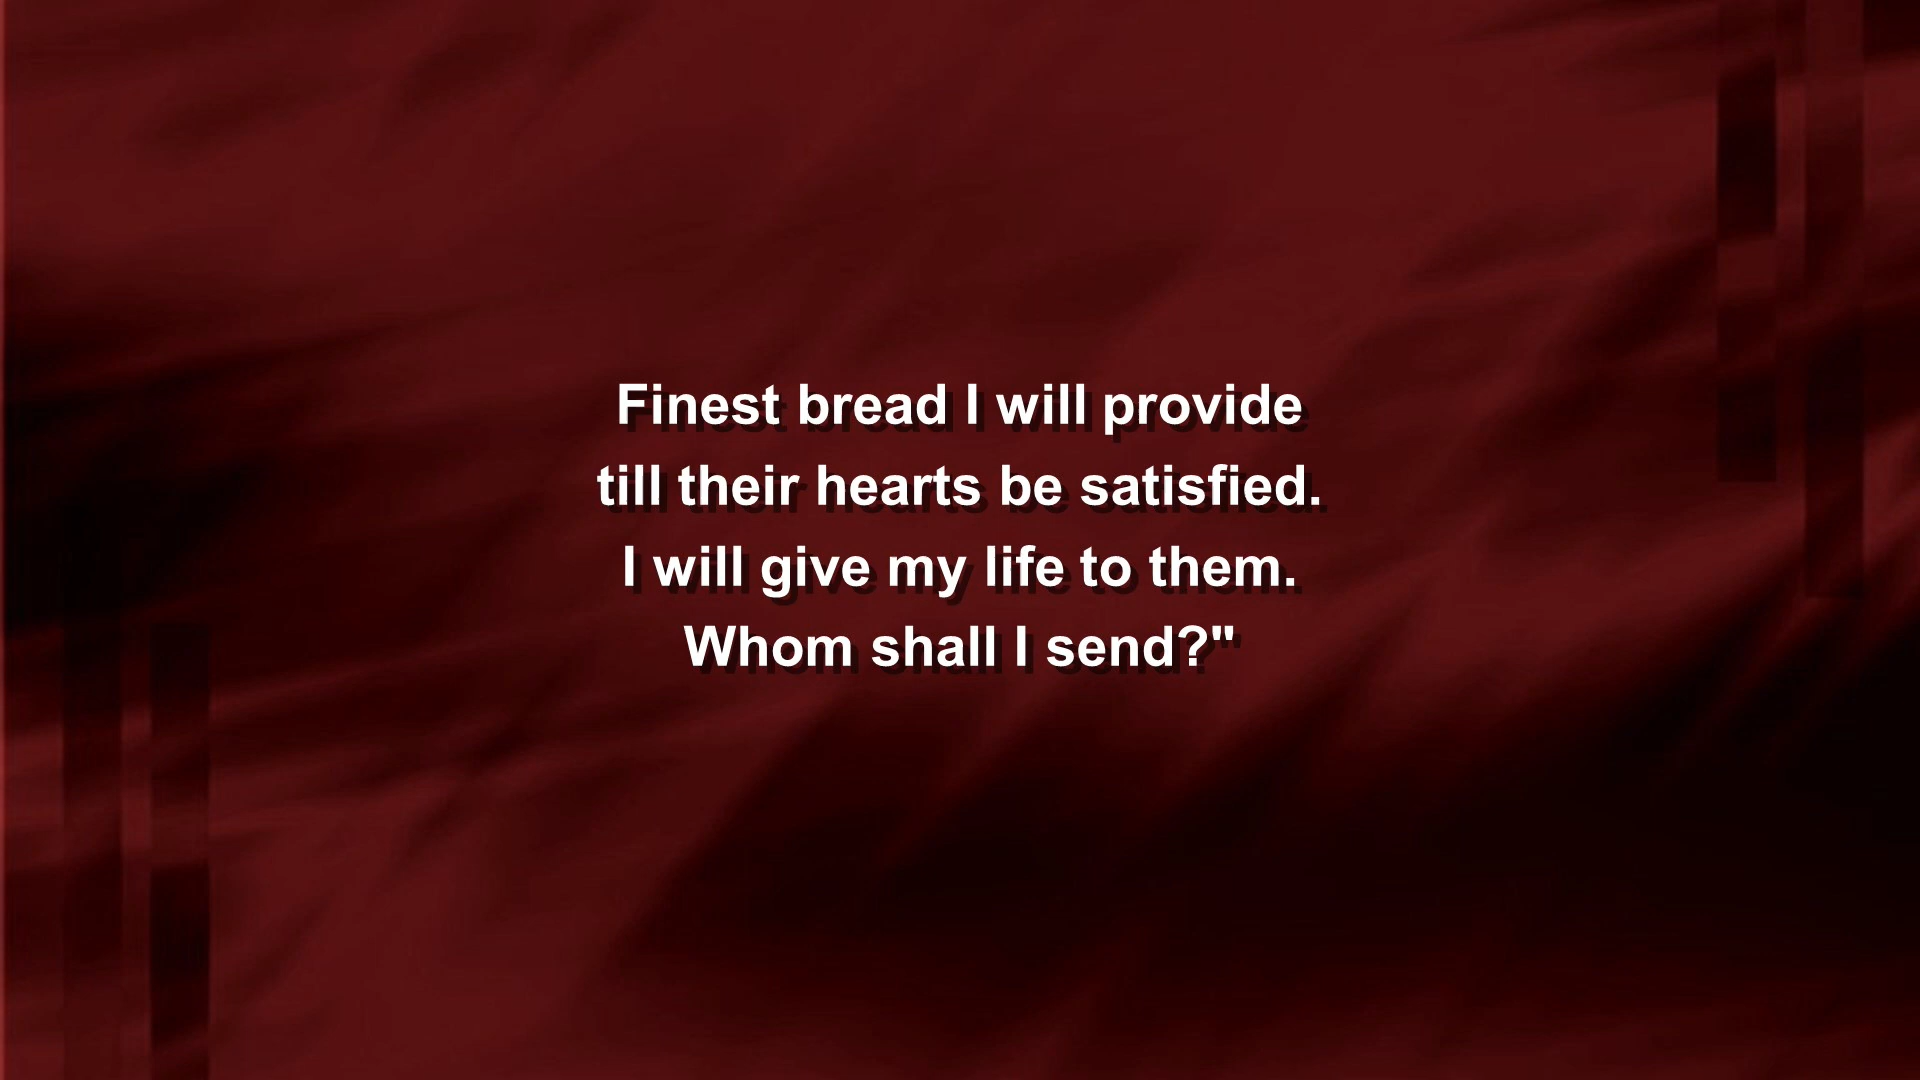 Finest bread I will provide
till their hearts be satisfied.
I will give my life to them.
Whom shall I send?"